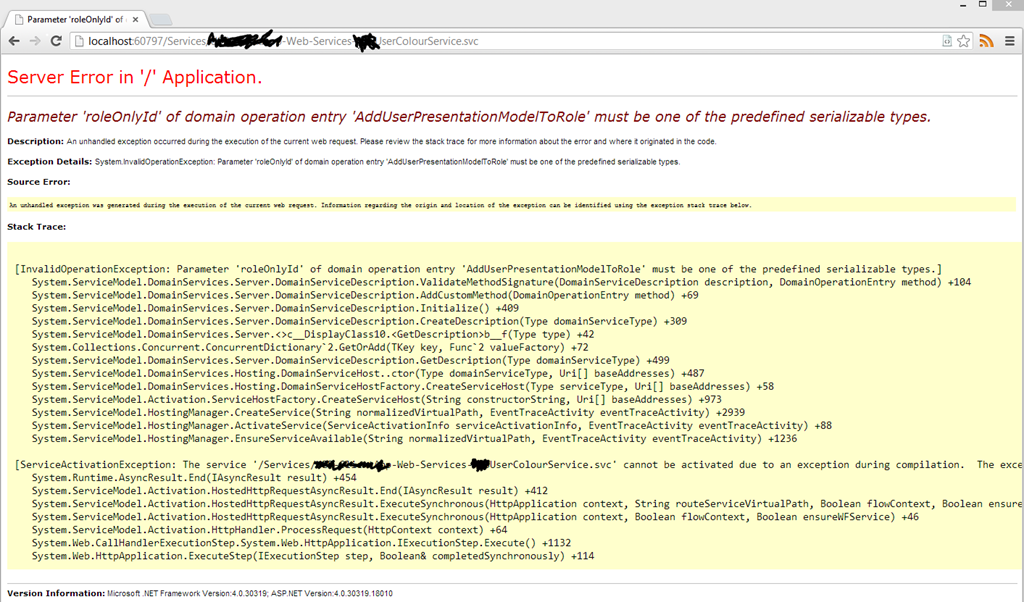 Parameter 'roleOnlyId' of
localhost:60797/Services/ -Web-Services- UserColourService.svc
Server Error in '/' Application.
Parameter 'roleOnlyId' of domain operation entry 'AddUserPresentationModelToRole' must be one of the predefined serializable types.
Description: An unhandled exception occurred during the execution of the current web request. Please review the stack trace for more information about the error and where it originated in the code.
Exception Details: System.InvalidOperationException: Parameter 'roleOnlyId' of domain operation entry 'AddUserPresentationModelToRole' must be one of the predefined serializable types.
Source Error:
An unhandled exception was generated during the execution of the current web request. Information regarding the origin and location of the exception can be identified using the exception stack trace below.
Stack Trace:
[InvalidOperationException: Parameter 'roleOnlyId' of domain operation entry 'AddUserPresentationModelToRole' must be one of the predefined serializable types.]
System.ServiceModel.DomainServices.Server.DomainServiceDescription.ValidateMethodSignature(DomainServiceDescription description, DomainOperationEntry method) +104
System.ServiceModel.DomainServices.Server.DomainServiceDescription.AddCustomMethod(DomainOperationEntry method) +69
System.ServiceModel.DomainServices.Server.DomainServiceDescription.Initialize() +409
System.ServiceModel.DomainServices.Server.DomainServiceDescription.CreateDescription(Type domainServiceType) +309
System.ServiceModel.DomainServices.Server.<>c__DisplayClass10.<GetDescription>b__f(Type type) +42
System.Collections.Concurrent.ConcurrentDictionary`2.GetOrAdd(TKey key, Func`2 valueFactory) +72
System.ServiceModel.DomainServices.Server.DomainServiceDescription.GetDescription(Type domainServiceType) +499
System.ServiceModel.DomainServices.Hosting.DomainServiceHost..ctor(Type domainServiceType, Uri[] baseAddresses) +487
System.ServiceModel.DomainServices.Hosting.DomainServiceHostFactory.CreateServiceHost(Type serviceType, Uri[] baseAddresses) +58
System.ServiceModel.Activation.ServiceHostFactory.CreateServiceHost(String constructorString, Uri[] baseAddresses) +973
System.ServiceModel.HostingManager.CreateService(String normalizedVirtualPath, EventTraceActivity eventTraceActivity) +2939
System.ServiceModel.HostingManager.ActivateService(ServiceActivationInfo serviceActivationInfo, EventTraceActivity eventTraceActivity) +88
System.ServiceModel.HostingManager.EnsureServiceAvailable(String normalizedVirtualPath, EventTraceActivity eventTraceActivity) +1236
[ServiceActivationException: The service '/Services/ -Web-Services- UserColourService.svc' cannot be activated due to an exception during compilation. The exce
System.Runtime.AsyncResult.End(IAsyncResult result) +454
System.ServiceModel.Activation.HostedHttpRequestAsyncResult.End(IAsyncResult result) +412
System.ServiceModel.Activation.HostedHttpRequestAsyncResult.ExecuteSynchronous(HttpApplication context, String routeServiceVirtualPath, Boolean flowContext, Boolean ensure
System.ServiceModel.Activation.HostedHttpRequestAsyncResult.ExecuteSynchronous(HttpApplication context, Boolean flowContext, Boolean ensureWFService) +46
System.ServiceModel.Activation.HttpHandler.ProcessRequest(HttpContext context) +64
System.Web.CallHandlerExecutionStep.System.Web.HttpApplication.IExecutionStep.Execute() +1132
System.Web.HttpApplication.ExecuteStep(IExecutionStep step, Boolean& completedSynchronously) +114
Version Information: Microsoft .NET Framework Version:4.0.30319; ASP.NET Version:4.0.30319.18010